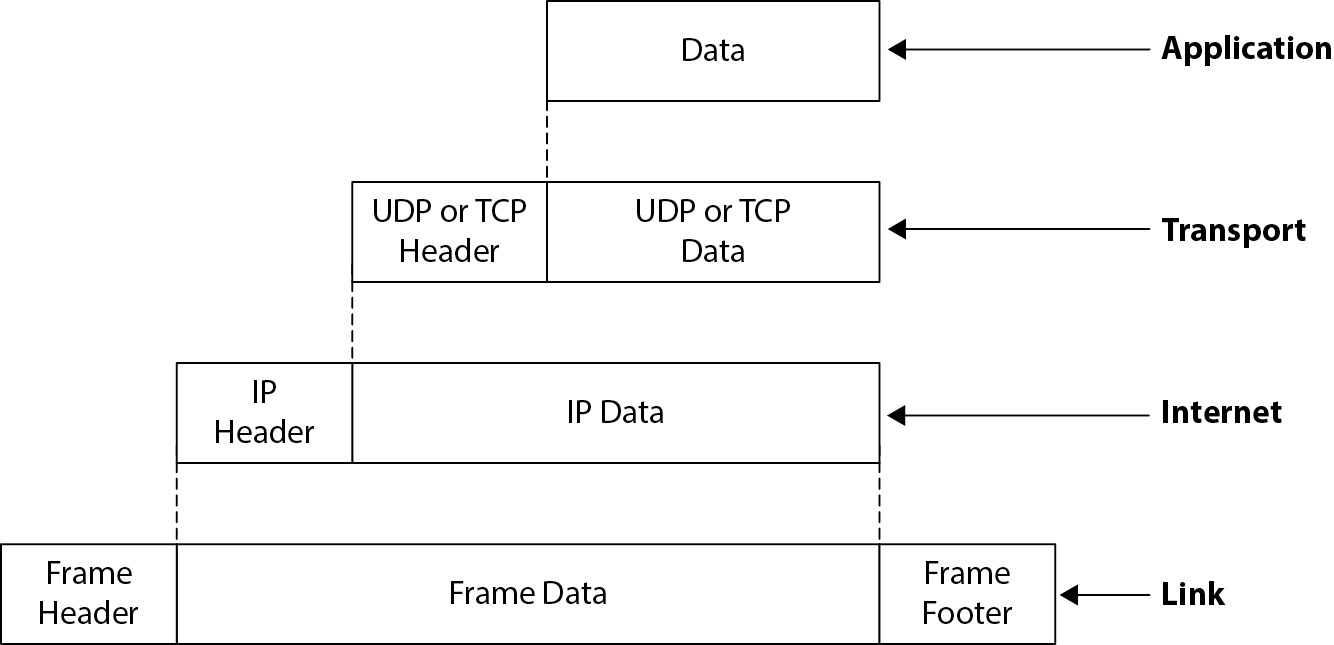 Data
Application
UDP or TCP
Header
UDP or TCP
Data
Transport
IP
Header
IP Data
Internet
Frame
Header
Frame Data
Frame
Footer
Link